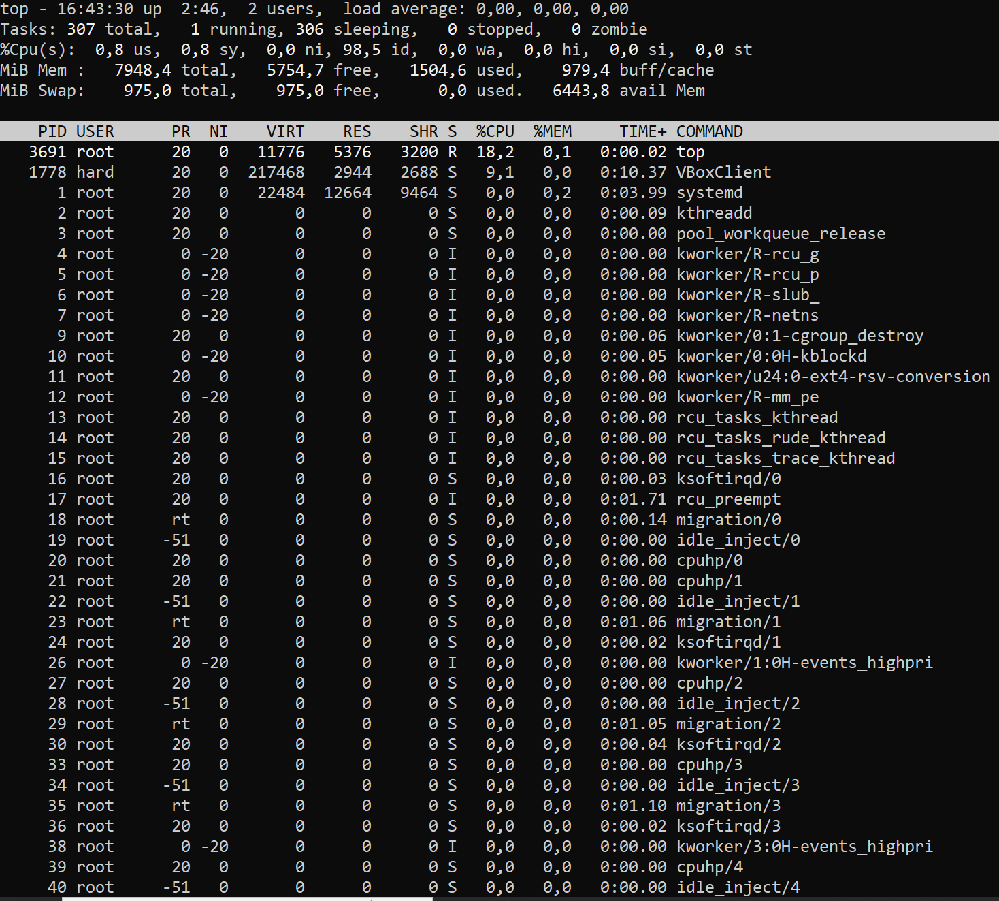 top - 16:43:30 up  2:46,  2 users,  load average: 0,00, 0,00, 0,00
Tasks: 307 total,   1 running, 306 sleeping,   0 stopped,   0 zombie
%Cpu(s):  0,8 us,  0,8 sy,  0,0 ni, 98,5 id,  0,0 wa,  0,0 hi,  0,0 si,  0,0 st
MiB Mem :   7948,4 total,   5754,7 free,   1504,6 used,    979,4 buff/cache
MiB Swap:    975,0 total,    975,0 free,      0,0 used.   6443,8 avail Mem
    PID USER      PR  NI    VIRT    RES    SHR S  %CPU  %MEM     TIME+ COMMAND
   3691 root      20   0   11776   5376   3200 R  18,2   0,1   0:00.02 top
   1778 hard      20   0  217468   2944   2688 S   9,1   0,0   0:10.37 VBoxClient
      1 root      20   0   22484  12664   9464 S   0,0   0,2   0:03.99 systemd
      2 root      20   0       0      0      0 S   0,0   0,0   0:00.09 kthreadd
      3 root      20   0       0      0      0 S   0,0   0,0   0:00.00 pool_workqueue_release
      4 root       0 -20       0      0      0 I   0,0   0,0   0:00.00 kworker/R-rcu_g
      5 root       0 -20       0      0      0 I   0,0   0,0   0:00.00 kworker/R-rcu_p
      6 root       0 -20       0      0      0 I   0,0   0,0   0:00.00 kworker/R-slub_
      7 root       0 -20       0      0      0 I   0,0   0,0   0:00.00 kworker/R-netns
      9 root      20   0       0      0      0 I   0,0   0,0   0:00.06 kworker/0:1-cgroup_destroy
     10 root       0 -20       0      0      0 I   0,0   0,0   0:00.05 kworker/0:0H-kblockd
     11 root      20   0       0      0      0 I   0,0   0,0   0:00.00 kworker/u24:0-ext4-rsv-conversion
     12 root       0 -20       0      0      0 I   0,0   0,0   0:00.00 kworker/R-mm_pe
     13 root      20   0       0      0      0 I   0,0   0,0   0:00.00 rcu_tasks_kthread
     14 root      20   0       0      0      0 I   0,0   0,0   0:00.00 rcu_tasks_rude_kthread
     15 root      20   0       0      0      0 I   0,0   0,0   0:00.00 rcu_tasks_trace_kthread
     16 root      20   0       0      0      0 S   0,0   0,0   0:00.03 ksoftirqd/0
     17 root      20   0       0      0      0 I   0,0   0,0   0:01.71 rcu_preempt
     18 root      rt   0       0      0      0 S   0,0   0,0   0:00.14 migration/0
     19 root     -51   0       0      0      0 S   0,0   0,0   0:00.00 idle_inject/0
     20 root      20   0       0      0      0 S   0,0   0,0   0:00.00 cpuhp/0
     21 root      20   0       0      0      0 S   0,0   0,0   0:00.00 cpuhp/1
     22 root     -51   0       0      0      0 S   0,0   0,0   0:00.00 idle_inject/1
     23 root      rt   0       0      0      0 S   0,0   0,0   0:01.06 migration/1
     24 root      20   0       0      0      0 S   0,0   0,0   0:00.02 ksoftirqd/1
     26 root       0 -20       0      0      0 I   0,0   0,0   0:00.00 kworker/1:0H-events_highpri
     27 root      20   0       0      0      0 S   0,0   0,0   0:00.00 cpuhp/2
     28 root     -51   0       0      0      0 S   0,0   0,0   0:00.00 idle_inject/2
     29 root      rt   0       0      0      0 S   0,0   0,0   0:01.05 migration/2
     30 root      20   0       0      0      0 S   0,0   0,0   0:00.04 ksoftirqd/2
     33 root      20   0       0      0      0 S   0,0   0,0   0:00.00 cpuhp/3
     34 root     -51   0       0      0      0 S   0,0   0,0   0:00.00 idle_inject/3
     35 root      rt   0       0      0      0 S   0,0   0,0   0:01.10 migration/3
     36 root      20   0       0      0      0 S   0,0   0,0   0:00.02 ksoftirqd/3
     38 root       0 -20       0      0      0 I   0,0   0,0   0:00.00 kworker/3:0H-events_highpri
     39 root      20   0       0      0      0 S   0,0   0,0   0:00.00 cpuhp/4
     40 root     -51   0       0      0      0 S   0,0   0,0   0:00.00 idle_inject/4